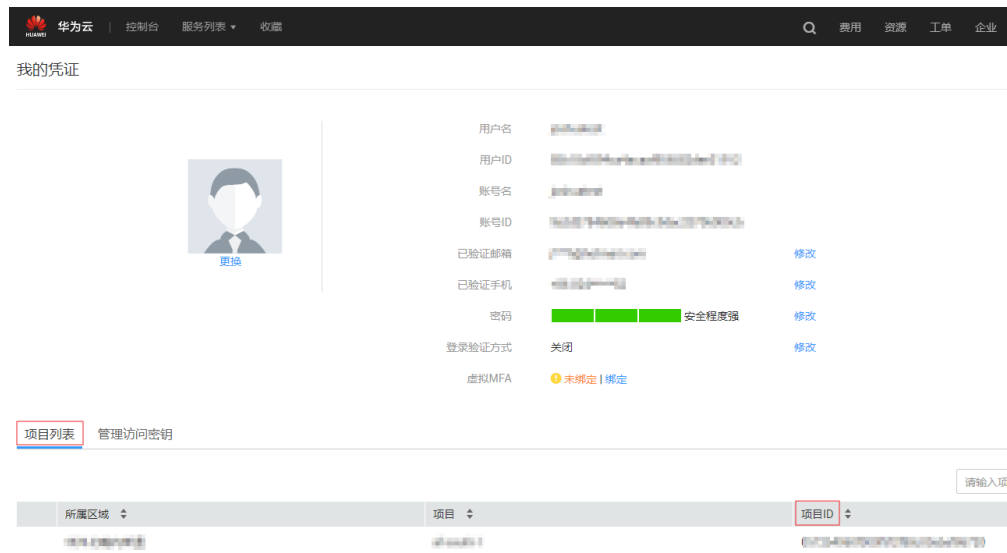 HUAWEI 华为云 | 控制台 服务列表 收藏 费用 资源 工单 企业
我的凭证
用户名
用户ID
账号名
账号ID
更换
已验证邮箱 修改
已验证手机 修改
密码 安全程度强 修改
登录验证方式 关闭 修改
虚拟MFA 未绑定 | 绑定
项目列表 管理访问密钥
请输入项
所属区域 项目 项目ID